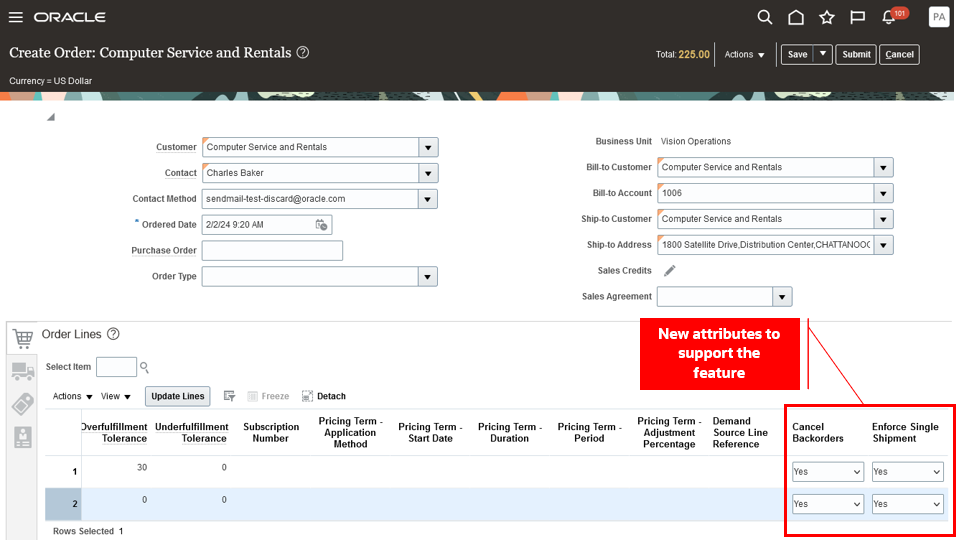 ORACLE
101
PA
Create Order: Computer Service and Rentals
Total: 225.00
Actions
Save
Submit
Cancel
Currency = US Dollar
Customer
Computer Service and Rentals
Contact
Charles Baker
Contact Method
sendmail-test-discard@oracle.com
* Ordered Date
2/2/24 9:20 AM
Purchase Order
Order Type
Business Unit
Vision Operations
Bill-to Customer
Computer Service and Rentals
Bill-to Account
1006
Ship-to Customer
Computer Service and Rentals
Ship-to Address
1800 Satellite Drive,Distribution Center,CHATTANOOG
Sales Credits
Sales Agreement
Order Lines
New attributes to
support the
feature
Select Item
Actions
View
Update Lines
Freeze
Detach
Overfulfillment
Tolerance
Underfulfillment
Tolerance
Subscription
Number
Pricing Term -
Application
Method
Pricing Term -
Start Date
Pricing Term -
Duration
Pricing Term -
Period
Pricing Term -
Adjustment
Percentage
Demand
Source Line
Reference
Cancel
Backorders
Enforce Single
Shipment
1
30
0
Yes
Yes
2
0
0
Yes
Yes
Rows Selected 1